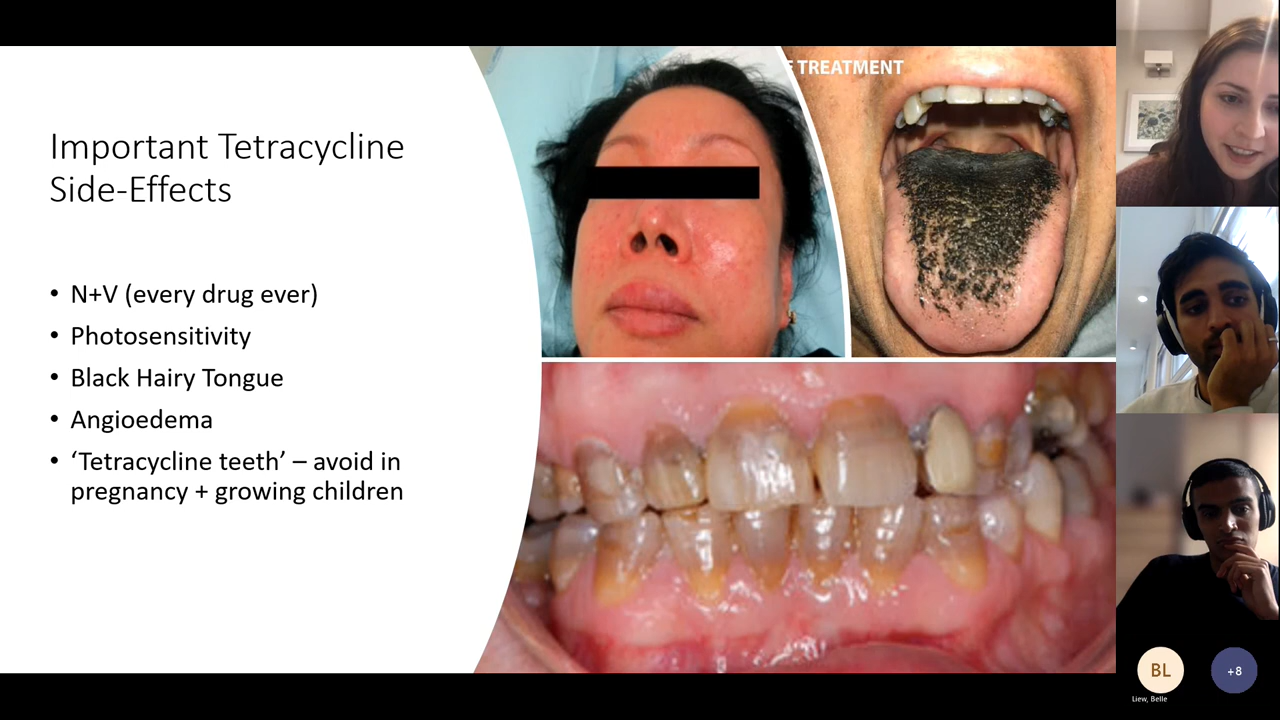 Important Tetracycline
Side-Effects
• N+V (every drug ever)
• Photosensitivity
• Black Hairy Tongue
• Angioedema
• ‘Tetracycline teeth’ – avoid in
pregnancy + growing children
TREATMENT
BL
Liew, Belle
+8